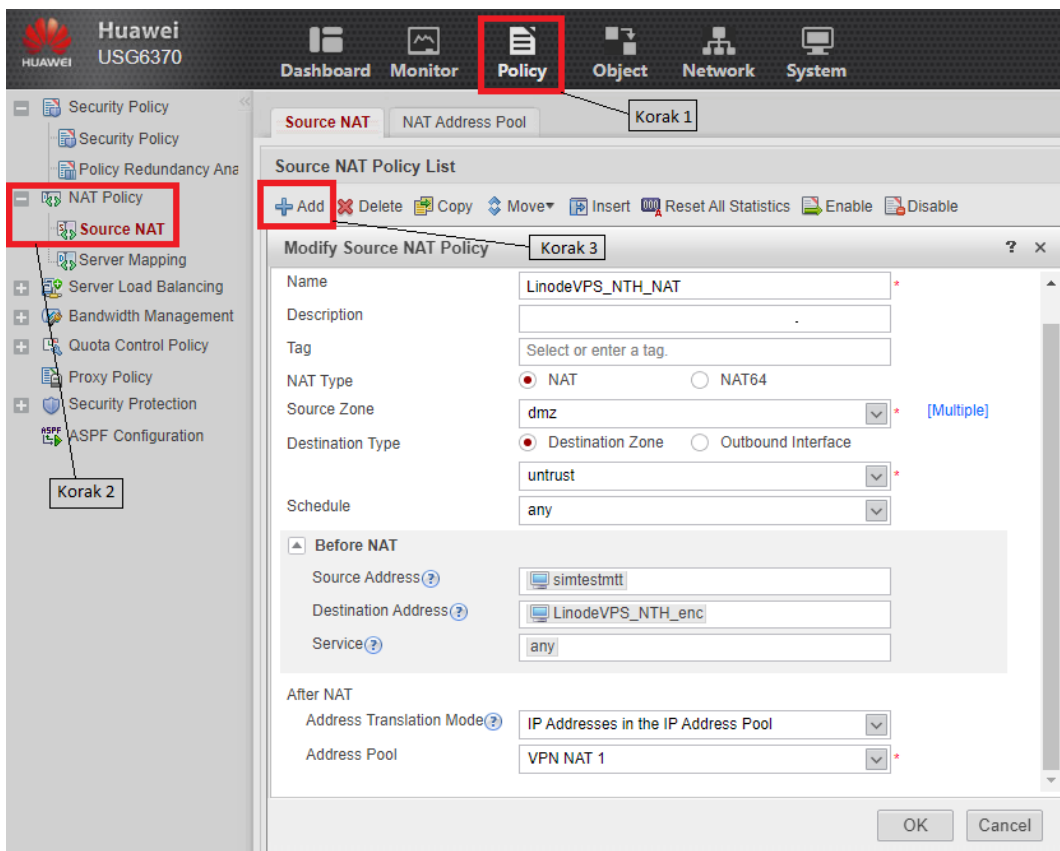 HUAWEI
Huawei
USG6370
Dashboard Monitor Policy Object Network System
Korak 1
Security Policy
Security Policy
Policy Redundancy Ana
NAT Policy
Source NAT
Server Mapping
Server Load Balancing
Bandwidth Management
Quota Control Policy
Proxy Policy
Security Protection
ASPF ASPF Configuration
Korak 2
Source NAT NAT Address Pool
Source NAT Policy List
Add Delete Copy Move Insert Reset All Statistics Enable Disable
Korak 3
Modify Source NAT Policy ? ×
Name LinodeVPS_NTH_NAT *
Description
Tag Select or enter a tag.
NAT Type NAT NAT64
Source Zone dmz * [Multiple]
Destination Type Destination Zone Outbound Interface
untrust *
Schedule any
Before NAT
Source Address ? simtestmtt
Destination Address ? LinodeVPS_NTH_enc
Service ? any
After NAT
Address Translation Mode ? IP Addresses in the IP Address Pool
Address Pool VPN NAT 1 *
OK Cancel